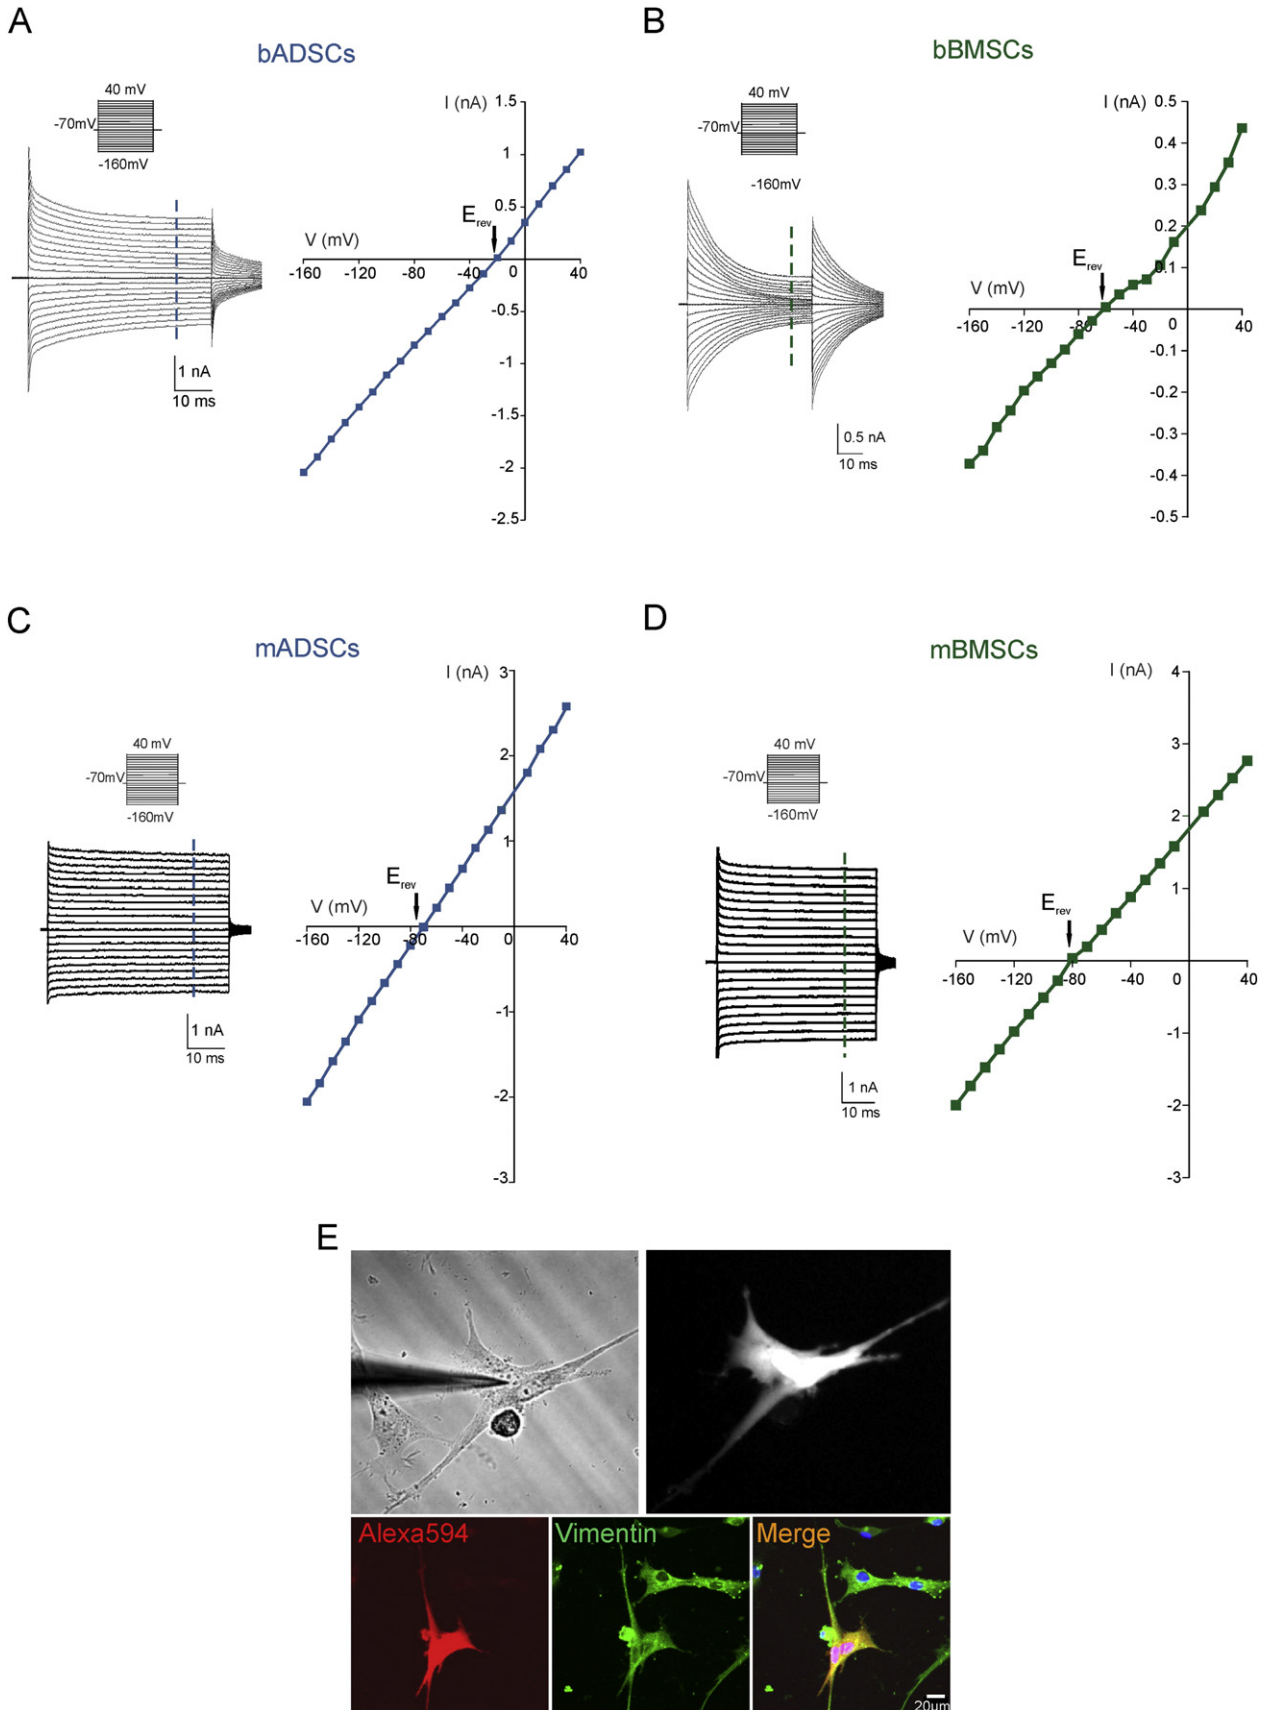 A
bADSCs
40 mV
-70mV
-160mV
1 nA
10 ms
I (nA)
1.5
1
0.5
E rev
V (mV)
-160 -120 -80 -40 0 40
-0.5
-1
-1.5
-2
-2.5
B
bBMSCs
40 mV
-70mV
-160mV
0.5 nA
10 ms
I (nA)
0.5
0.4
0.3
0.2
0.1
E rev
V (mV)
-160 -120 -80 -40 0 40
-0.1
-0.2
-0.3
-0.4
-0.5
C
mADSCs
40 mV
-70mV
-160mV
1 nA
10 ms
I (nA)
3
2
1
E rev
V (mV)
-160 -120 -80 -40 0 40
-1
-2
-3
D
mBMSCs
40 mV
-70mV
-160mV
1 nA
10 ms
I (nA)
4
3
2
1
E rev
V (mV)
-160 -120 -80 -40 0 40
-1
-2
-3
E
Alexa594
Vimentin
Merge
20µm